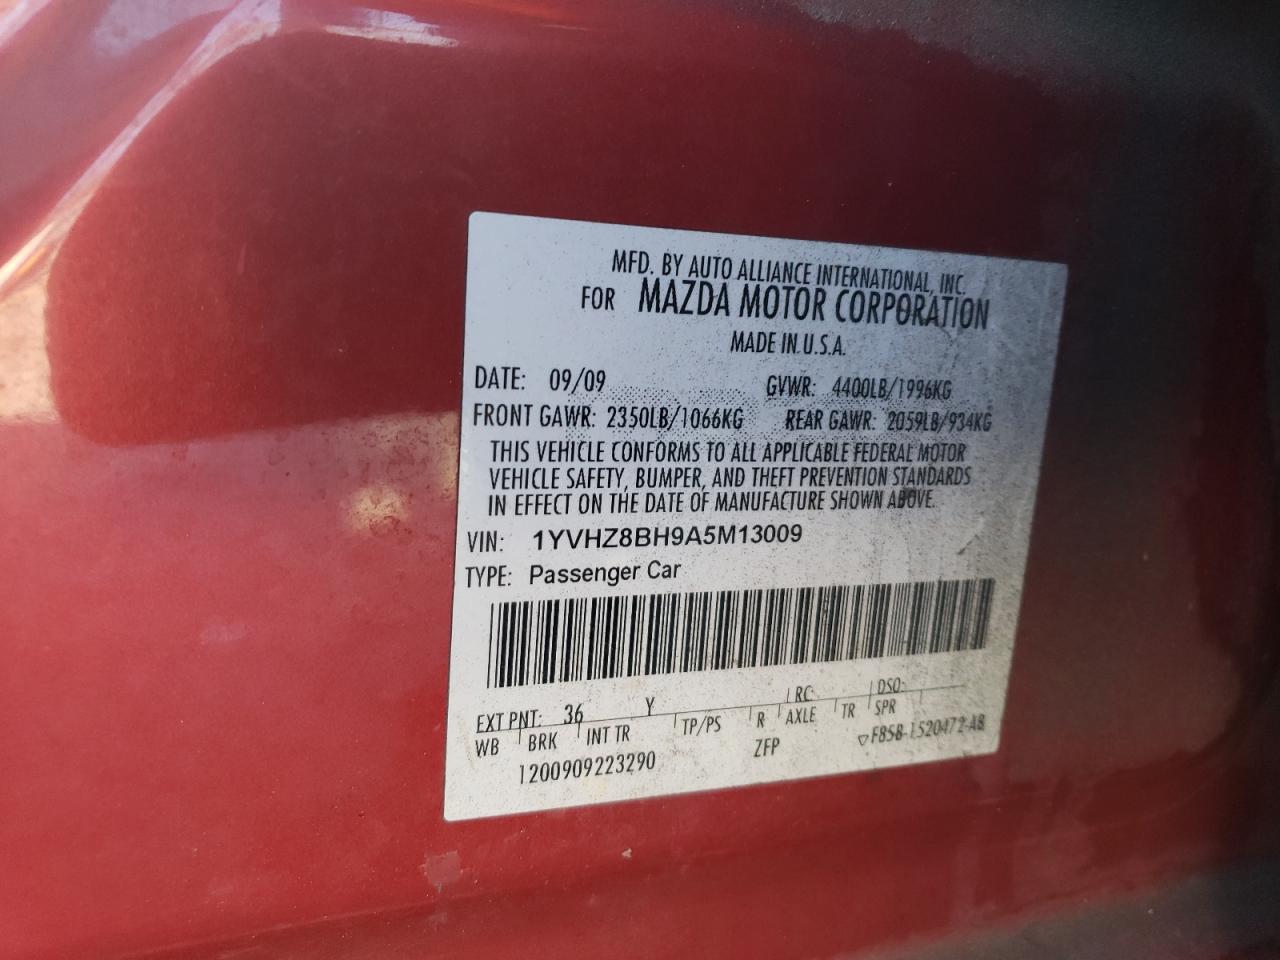 MFD. BY AUTO ALLIANCE INTERNATIONAL, INC.
FOR MAZDA MOTOR CORPORATION
MADE IN U.S.A.
DATE: 09/09 GVWR: 4400LB/1996KG
FRONT GAWR: 2350LB/1066KG REAR GAWR: 2059LB/934KG
THIS VEHICLE CONFORMS TO ALL APPLICABLE FEDERAL MOTOR
VEHICLE SAFETY, BUMPER, AND THEFT PREVENTION STANDARDS
IN EFFECT ON THE DATE OF MANUFACTURE SHOWN ABOVE.
VIN: 1YVHZ8BH9A5M13009
TYPE: Passenger Car
EXT PNT: 36 Y RC: DSO:
WB BRK INT TR TP/PS R AXLE TR SPR
1200909223290 ZFP ▽F8SB-1520472-AB